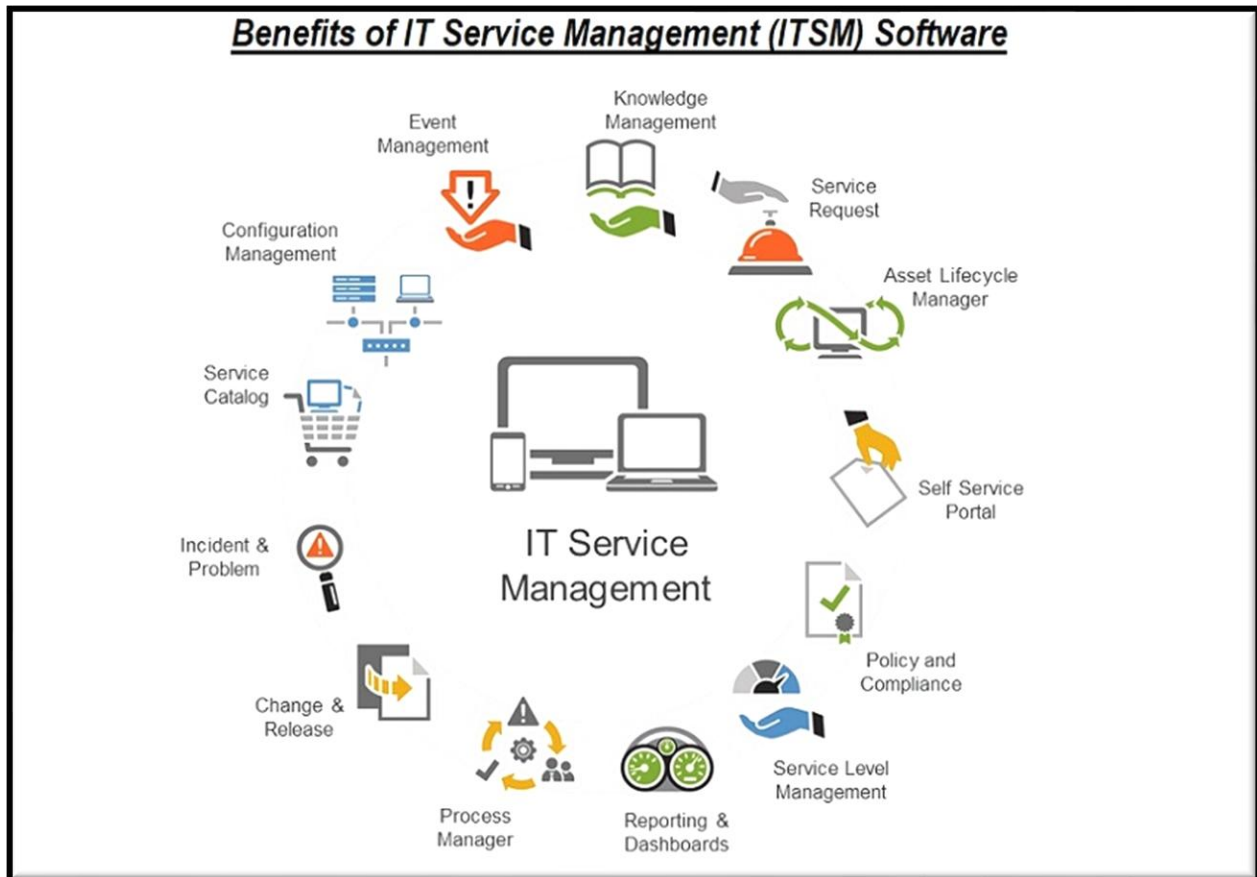 Benefits of IT Service Management (ITSM) Software
Knowledge
Management
Event
Management
Service
Request
Configuration
Management
Asset Lifecycle
Manager
Service
Catalog
Self Service
Portal
IT Service
Management
Incident &
Problem
Policy and
Compliance
Change &
Release
Service Level
Management
Process
Manager
Reporting &
Dashboards